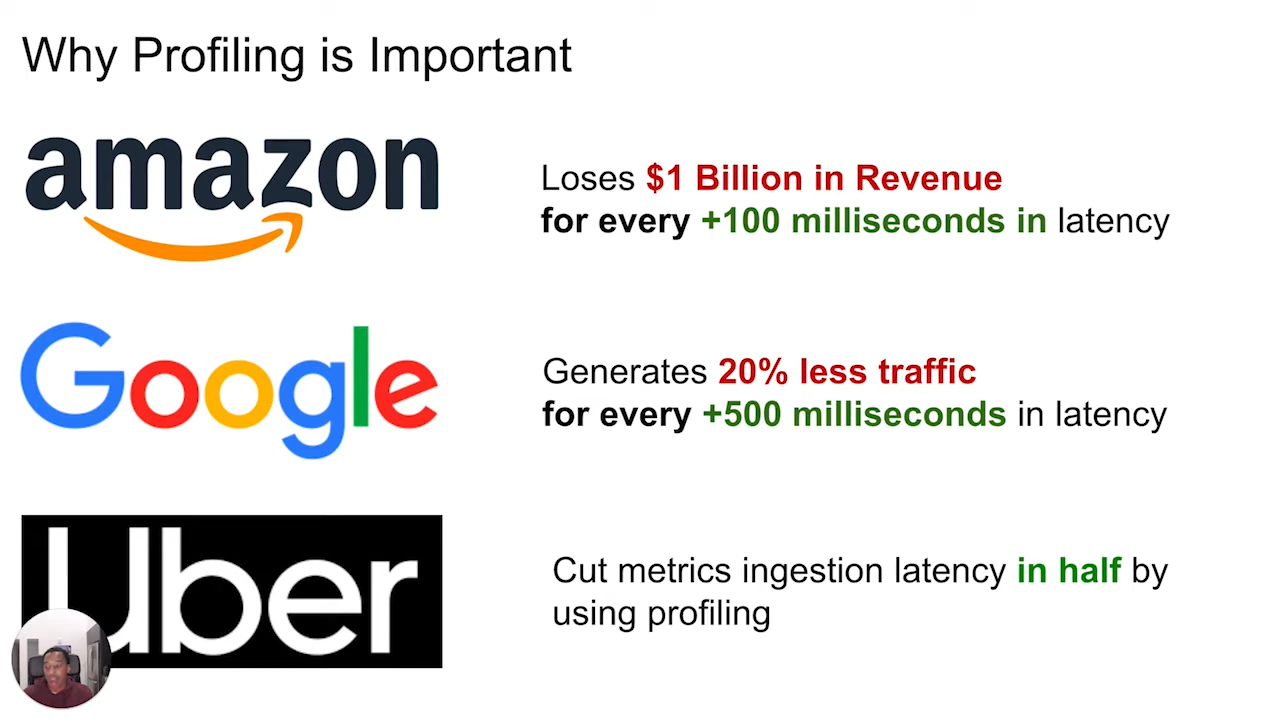 Why Profiling is Important
amazon
Loses $1 Billion in Revenue
for every +100 milliseconds in latency
Google
Generates 20% less traffic
for every +500 milliseconds in latency
Uber
Cut metrics ingestion latency in half by
using profiling